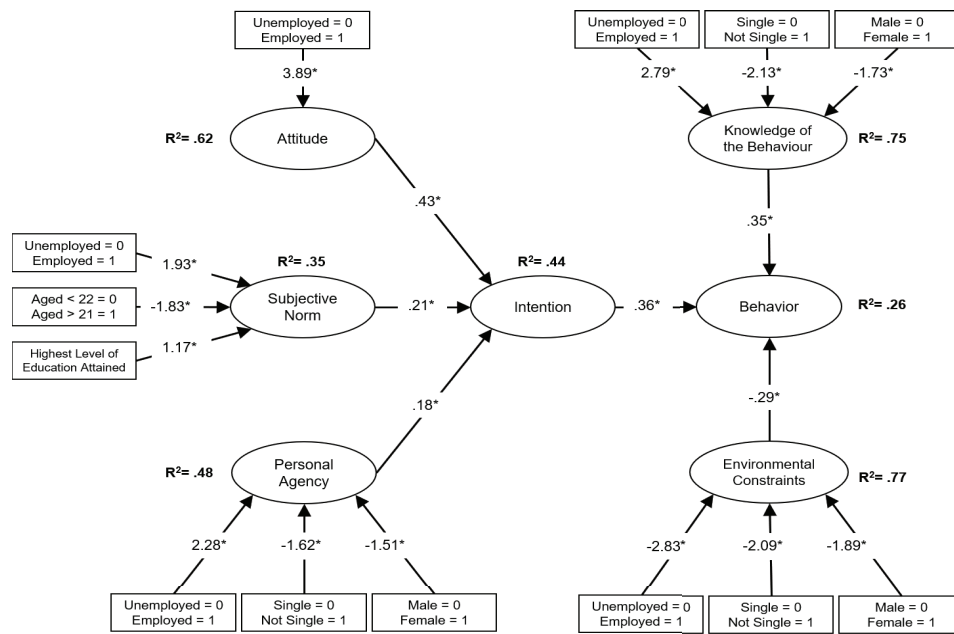 Unemployed = 0
Employed = 1
Unemployed = 0
Employed = 1
Single = 0
Not Single = 1
Male = 0
Female = 1
3.89*
2.79*
-2.13*
-1.73*
R²= .62
Attitude
Knowledge of
the Behaviour
R²= .75
.43*
.35*
Unemployed = 0
Employed = 1
1.93*
R²= .35
R²= .44
Aged < 22 = 0
Aged > 21 = 1
-1.83*
Subjective
Norm
.21*
Intention
.36*
Behavior
R²= .26
Highest Level of
Education Attained
1.17*
.18*
-.29*
R²= .48
Personal
Agency
Environmental
Constraints
R²= .77
2.28*
-1.62*
-1.51*
-2.83*
-2.09*
-1.89*
Unemployed = 0
Employed = 1
Single = 0
Not Single = 1
Male = 0
Female = 1
Unemployed = 0
Employed = 1
Single = 0
Not Single = 1
Male = 0
Female = 1